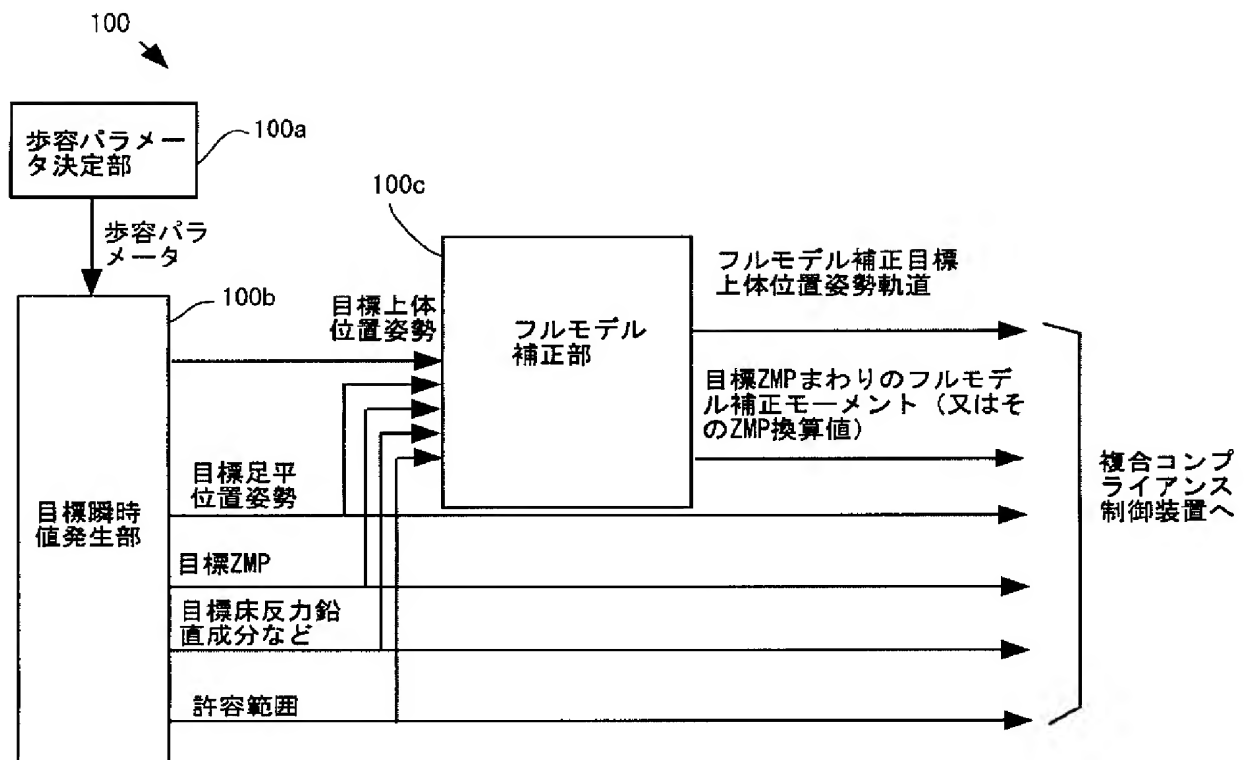 100
歩容パラメー
タ決定部
100a
歩容パラ
メータ
100b
目標瞬時
値発生部
100c
目標上体
位置姿勢
フルモデル
補正部
フルモデル補正目標
上体位置姿勢軌道
目標ZMPまわりのフルモデ
ル補正モーメント（又はそ
のZMP換算値）
目標足平
位置姿勢
目標ZMP
目標床反力鉛
直成分など
許容範囲
複合コンプ
ライアンス
制御装置へ